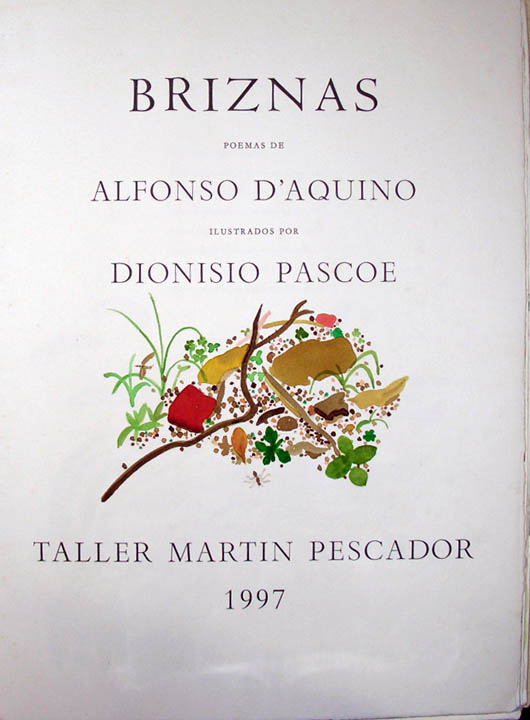 BRIZNAS
POEMAS DE
ALFONSO D'AQUINO
ILUSTRADOS POR
DIONISIO PASCOE
TALLER MARTIN PESCADOR
1997